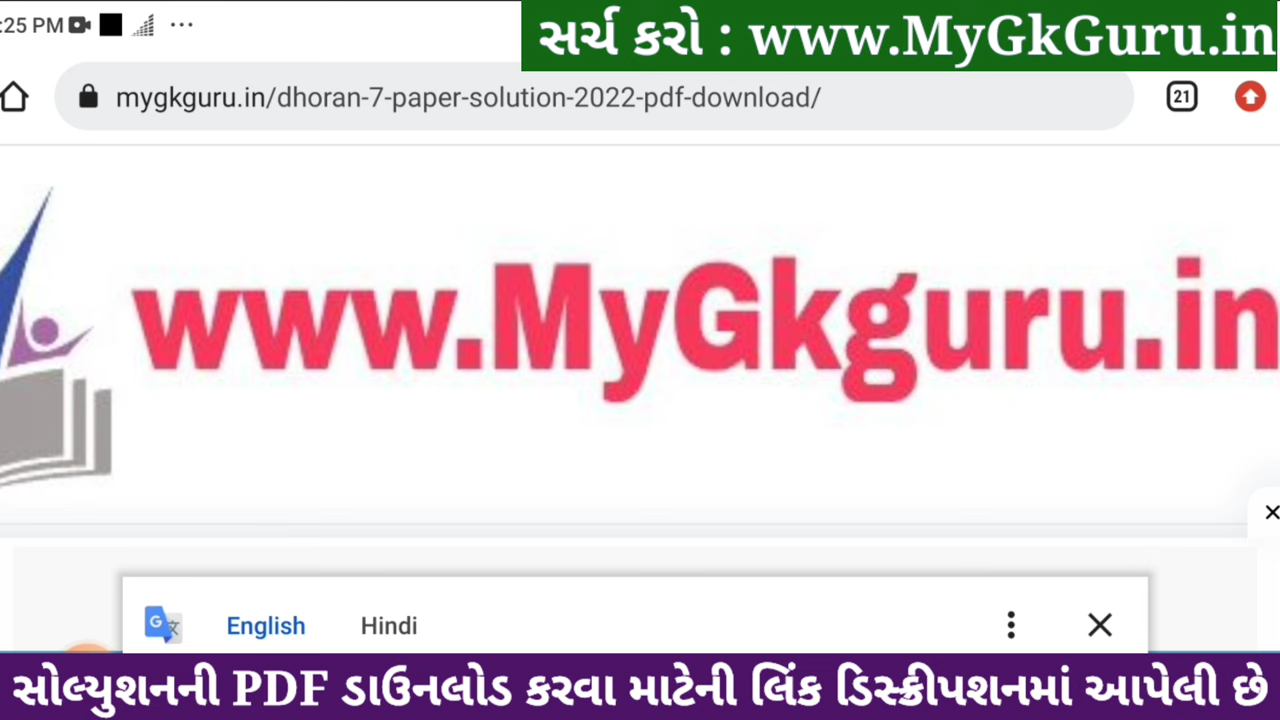 :25 PM
સર્ચ કરો : www.MyGkGuru.in
mygkguru.in/dhoran-7-paper-solution-2022-pdf-download/
21
www.MyGkguru.in
English Hindi
સોલ્યુશનની PDF ડાઉનલોડ કરવા માટેની લિંક ડિસ્ક્રીપશનમાં આપેલી છે